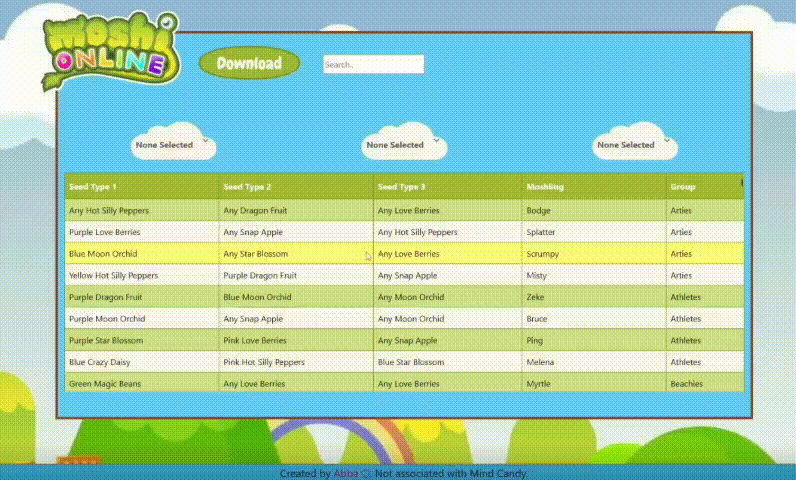 moshi
ONLINE
Download
Search..
None Selected None Selected None Selected
Seed Type 1 Seed Type 2 Seed Type 3 Moshling Group
Any Hot Silly Peppers Any Dragon Fruit Any Love Berries Bodge Arties
Purple Love Berries Any Snap Apple Any Hot Silly Peppers Splatter Arties
Blue Moon Orchid Any Star Blossom Any Love Berries Scrumpy Arties
Yellow Hot Silly Peppers Purple Dragon Fruit Any Snap Apple Misty Arties
Purple Dragon Fruit Blue Moon Orchid Any Moon Orchid Zeke Athletes
Purple Moon Orchid Any Snap Apple Any Moon Orchid Bruce Athletes
Purple Star Blossom Pink Love Berries Any Snap Apple Ping Athletes
Blue Crazy Daisy Pink Hot Silly Peppers Blue Star Blossom Melena Athletes
Green Magic Beans Any Love Berries Any Love Berries Myrtle Beachies
Created by Abba ♡. Not associated with Mind Candy